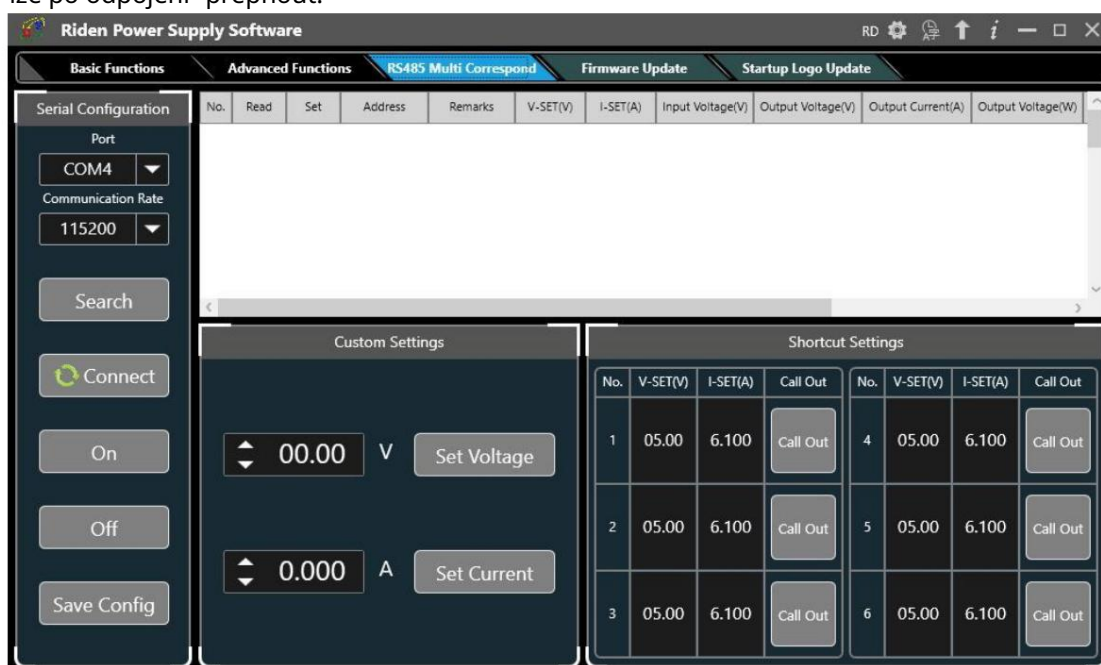 lze po odpojení přepnout.
Riden Power Supply Software
RD
Basic Functions
Advanced Functions
RS485 Multi Correspond
Firmware Update
Startup Logo Update
Serial Configuration
Port
COM4
Communication Rate
115200
Search
Connect
On
Off
Save Config
No. Read Set Address Remarks V-SET(V) I-SET(A) Input Voltage(V) Output Voltage(V) Output Current(A) Output Voltage(W)
Custom Settings
00.00 V Set Voltage
0.000 A Set Current
Shortcut Settings
No. V-SET(V) I-SET(A) Call Out No. V-SET(V) I-SET(A) Call Out
1 05.00 6.100 Call Out 4 05.00 6.100 Call Out
2 05.00 6.100 Call Out 5 05.00 6.100 Call Out
3 05.00 6.100 Call Out 6 05.00 6.100 Call Out